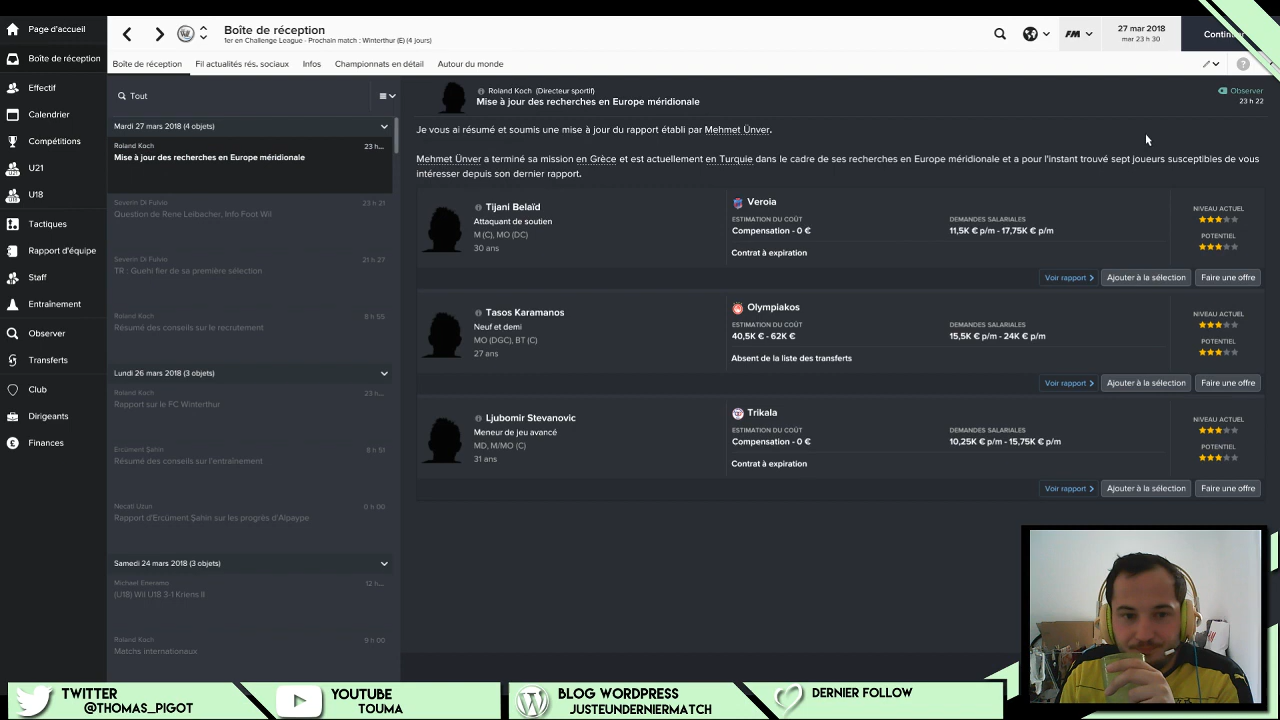 Page d'accueil
Boîte de réception
Effectif
Calendrier
Compétitions
U21
U18
Tactiques
Rapport d'équipe
Staff
Entraînement
Observer
Transferts
Club
Dirigeants
Finances
Boîte de réception
1er en Challenge League - Prochain match : Winterthur (E) (4 jours)
FM
27 mar 2018
mar 23 h 30
Boîte de réception
Fil actualités rés. sociaux
Infos
Championnats en détail
Autour du monde
Tout
Mardi 27 mars 2018 (4 objets)
Roland Koch
23 h...
Mise à jour des recherches en Europe méridionale
Severin Di Fulvio
23 h 21
Question de Rene Leibacher, Info Foot Wil
Severin Di Fulvio
21 h 27
TR : Guehi fier de sa première sélection
Roland Koch
8 h 55
Résumé des conseils sur le recrutement
Lundi 26 mars 2018 (3 objets)
Roland Koch
23 h...
Rapport sur le FC Winterthur
Ercüment Şahin
8 h 51
Résumé des conseils sur l'entraînement
Necati Uzun
0 h 00
Rapport d'Ercüment Şahin sur les progrès d'Alpaype
Samedi 24 mars 2018 (3 objets)
Michael Eneramo
12 h...
(U18) Wil U18 3-1 Kriens II
Roland Koch
9 h 00
Matchs internationaux
Roland Koch (Directeur sportif)
Mise à jour des recherches en Europe méridionale
Observer
23 h 22
Je vous ai résumé et soumis une mise à jour du rapport établi par Mehmet Ünver.
Mehmet Ünver a terminé sa mission en Grèce et est actuellement en Turquie dans le cadre de ses recherches en Europe méridionale et a pour l'instant trouvé sept joueurs susceptibles de vous
intéresser depuis son dernier rapport.
Tijani Belaïd
Attaquant de soutien
M (C), MO (DC)
30 ans
Veroia
ESTIMATION DU COÛT
Compensation - 0 €
Contrat à expiration
DEMANDES SALARIALES
11,5K € p/m - 17,75K € p/m
NIVEAU ACTUEL
POTENTIEL
Voir rapport
Ajouter à la sélection
Faire une offre
Tasos Karamanos
Neuf et demi
MO (DGC), BT (C)
27 ans
Olympiakos
ESTIMATION DU COÛT
40,5K € - 62K €
Absent de la liste des transferts
DEMANDES SALARIALES
15,5K € p/m - 24K € p/m
NIVEAU ACTUEL
POTENTIEL
Voir rapport
Ajouter à la sélection
Faire une offre
Ljubomir Stevanovic
Meneur de jeu avancé
MD, M/MO (C)
31 ans
Trikala
ESTIMATION DU COÛT
Compensation - 0 €
Contrat à expiration
DEMANDES SALARIALES
10,25K € p/m - 15,75K € p/m
NIVEAU ACTUEL
POTENTIEL
Voir rapport
Ajouter à la sélection
Faire une offre
TWITTER
@THOMAS_PIGOT
YOUTUBE
TOUMA
BLOG WORDPRESS
JUSTEUNDERNIERMATCH
DERNIER FOLLOW